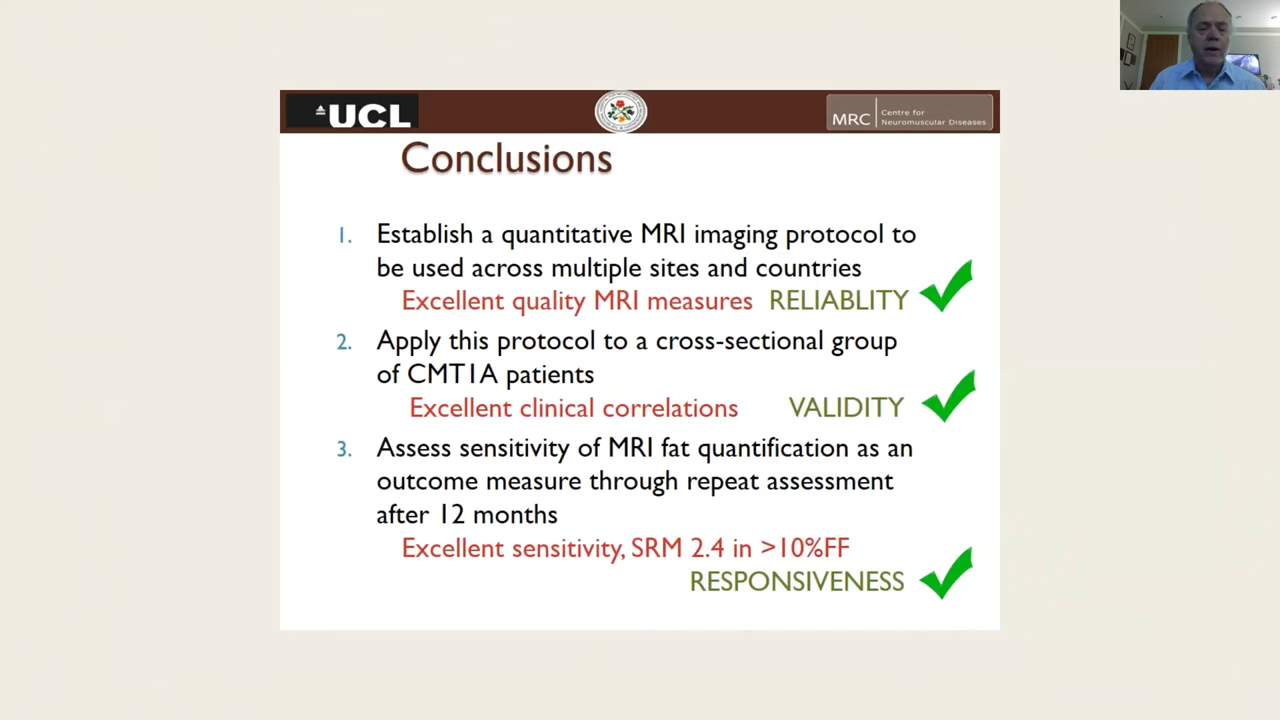 UCL
MRC
Centre for
Neuromuscular Diseases
Conclusions
1. Establish a quantitative MRI imaging protocol to
be used across multiple sites and countries
Excellent quality MRI measures RELIABLITY
2. Apply this protocol to a cross-sectional group
of CMT1A patients
Excellent clinical correlations VALIDITY
3. Assess sensitivity of MRI fat quantification as an
outcome measure through repeat assessment
after 12 months
Excellent sensitivity, SRM 2.4 in >10%FF
RESPONSIVENESS